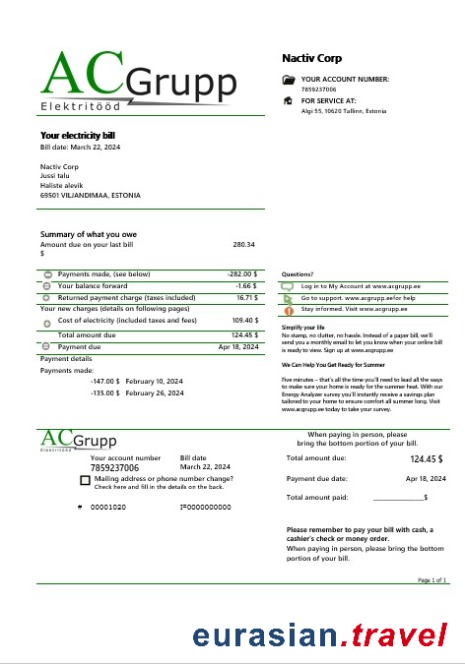 ACGrupp
Elektritööd
Nactiv Corp
YOUR ACCOUNT NUMBER:
7859237006
FOR SERVICE AT:
Algi 55, 10620 Tallinn, Estonia
Your electricity bill
Bill date: March 22, 2024
Nactiv Corp
Jussi talu
Haliste alevik
69501 VILJANDIMAA, ESTONIA
Summary of what you owe
Amount due on your last bill 280.34
$
Payments made, (see below) -282.00 $
Your balance forward -1.66 $
Returned payment charge (taxes included) 16.71 $
Your new charges (details on following pages)
Cost of electricity (included taxes and fees) 109.40 $
Total amount due 124.45 $
Payment due Apr 18, 2024
Payment details
Payments made:
-147.00 $ February 10, 2024
-135.00 $ February 26, 2024
Questions?
Log in to My Account at www.acgrupp.ee
Go to support. www.acgrupp.eefor help
Stay informed. Visit www.acgrupp.ee
Simplify your life
No stamp, no clutter, no hassle. Instead of a paper bill, we'll
send you a monthly email to let you know when your online bill
is ready to view. Sign up at www.acgrupp.ee
We Can Help You Get Ready for Summer
Five minutes – that's all the time you'll need to lead all the ways
to make sure your home is ready for the summer heat. With our
Energy Analyzer survey you'll instantly receive a savings plan
tailored to your home to ensure comfort all summer long. Visit
www.acgrupp.ee today to take your survey.
ACGrupp
Your account number Bill date
7859237006 March 22, 2024
Mailing address or phone number change?
Check here and fill in the details on the back.
# 00001020
When paying in person, please
bring the bottom portion of your bill.
Total amount due: 124.45 $
Payment due date: Apr 18, 2024
Total amount paid: ____________$
Please remember to pay your bill with cash, a
cashier's check or money order.
When paying in person, please bring the bottom
portion of your bill.
Page 1 of 1
eurasian.travel